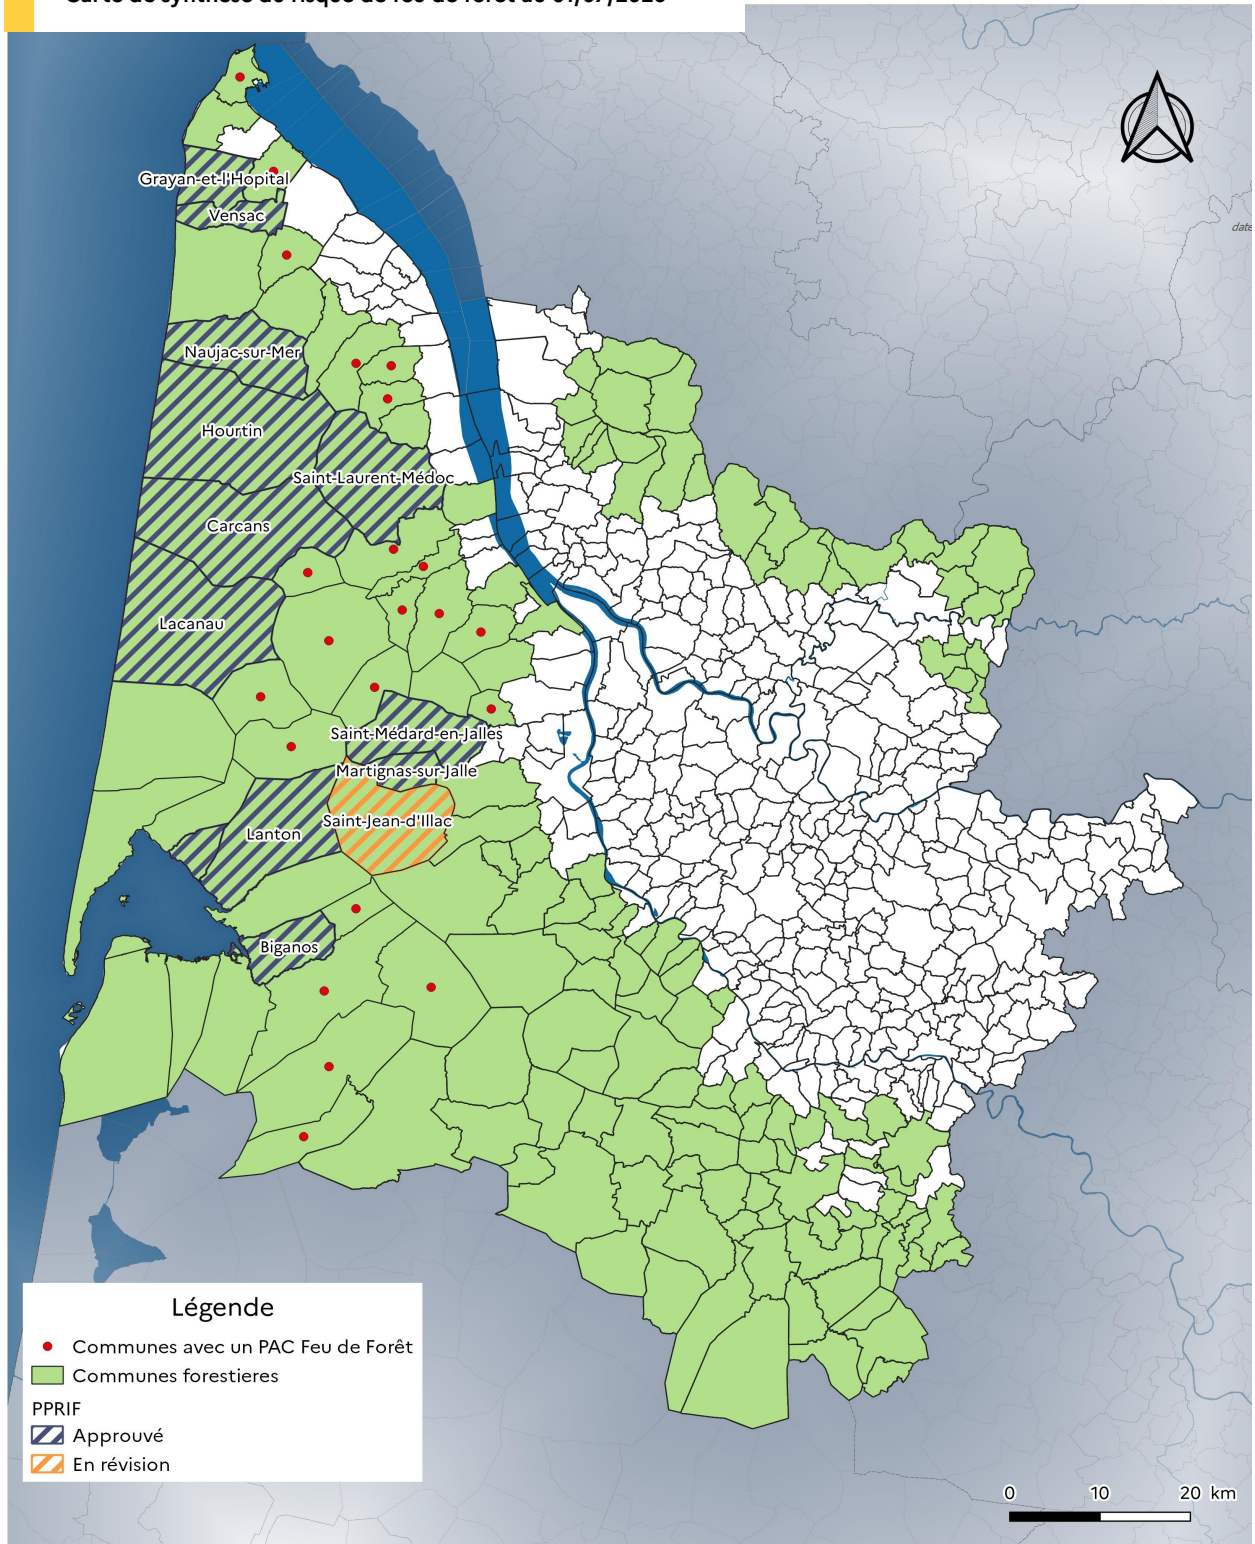 Grayan-et-l'Hopital
Vensac
date
Naujac-sur-Mer
Hourtin
Saint-Laurent-Médoc
Carcans
Lacanau
Saint-Médard-en-Jalles
Martignas-sur-Jalle
Saint-Jean-d'Illac
Lanton
Biganos
Légende
Communes avec un PAC Feu de Forêt
Communes forestieres
PPRIF
Approuvé
En révision
0 10 20 km